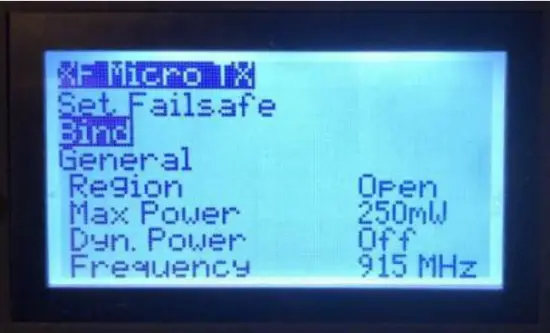 XF Micro TX
Set Failsafe
Bind
General
Region Open
Max Power 250mW
Dyn. Power Off
Frequency 915 MHz